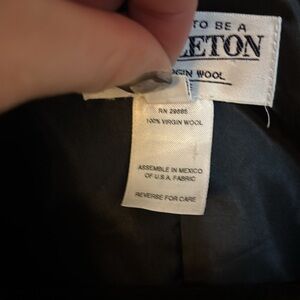 TO BE A
LETON
VIRGIN WOOL
RN 29685
100% VIRGIN WOOL
ASSEMBLE IN MEXICO
OF U.S.A. FABRIC
REVERSE FOR CARE